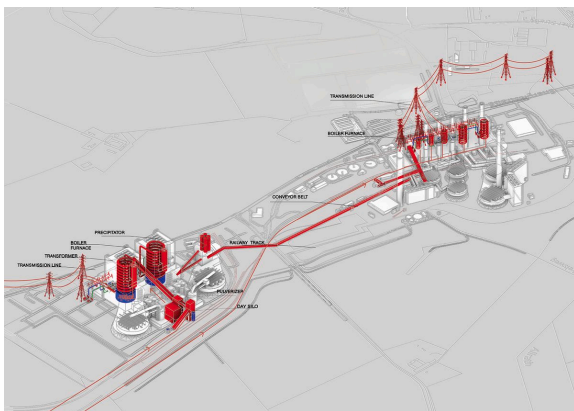 TRANSMISSION LINE
BOILER FURNACE
CONVEYOR BELT
PRECIPITATOR
BOILER
FURNACE
RAILWAY TRACK
TRANSFORMER
TRANSMISSION LINE
PULVERIZER
DAY SILO